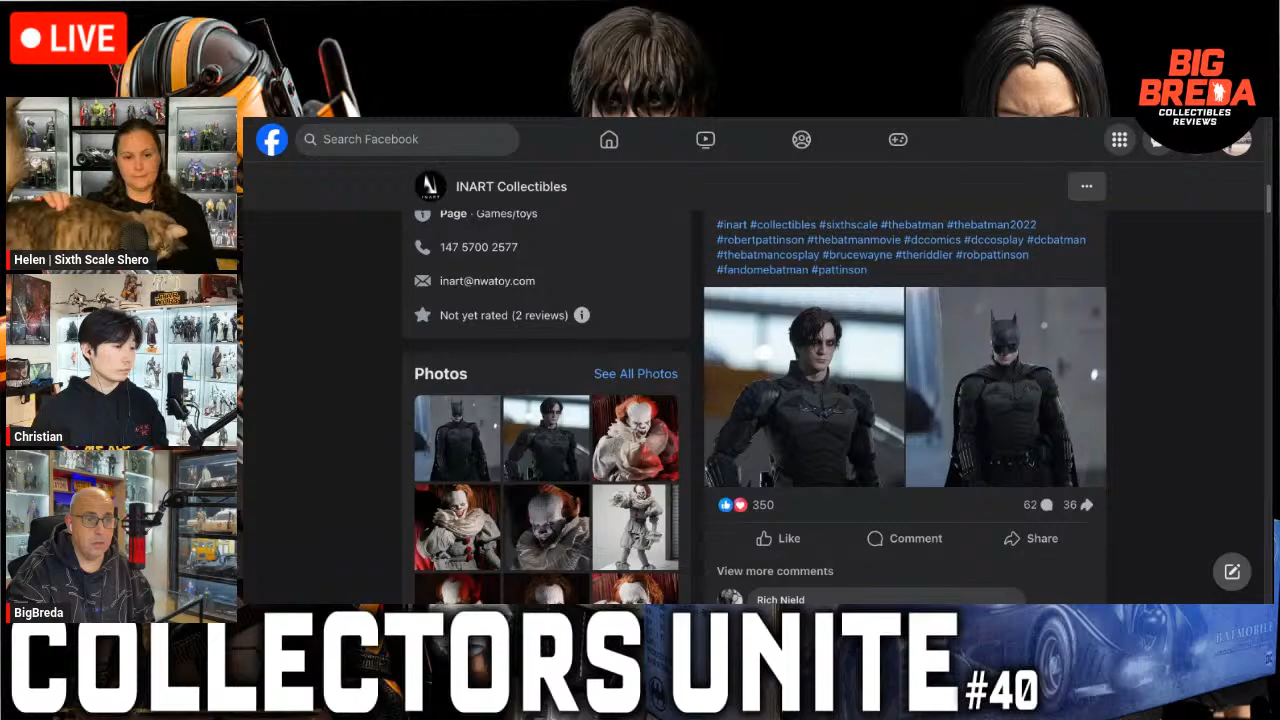 LIVE
BIG
BREDA
COLLECTIBLES
REVIEWS
Search Facebook
INART Collectibles
Page · Games/toys
147 5700 2577
inart@nwatoy.com
Not yet rated (2 reviews)
Photos
See All Photos
#inart #collectibles #sixthscale #thebatman #thebatman2022
#robertpattinson #thebatmanmovie #dccomics #dccosplay #dcbatman
#thebatmancosplay #brucewayne #theriddler #robpattinson
#fandomebatman #pattinson
350
62
36
Like
Comment
Share
View more comments
Rich Nield
Helen | Sixth Scale Shero
Christian
BigBreda
COLLECTORS UNITE #40
BATMOBILE